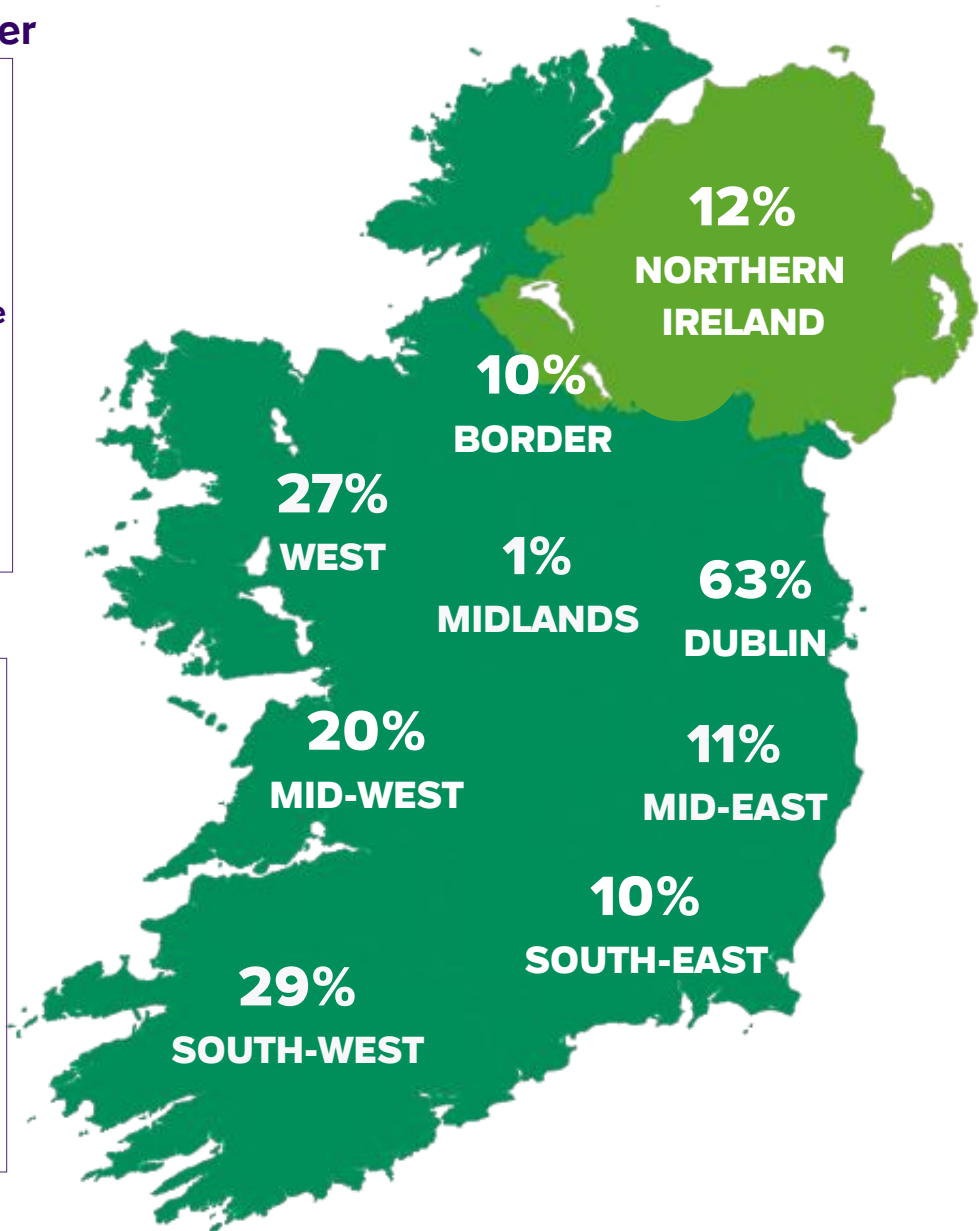 er
12%
NORTHERN
IRELAND
e
10%
BORDER
27%
WEST
1%
MIDLANDS
63%
DUBLIN
20%
MID-WEST
11%
MID-EAST
10%
SOUTH-EAST
29%
SOUTH-WEST